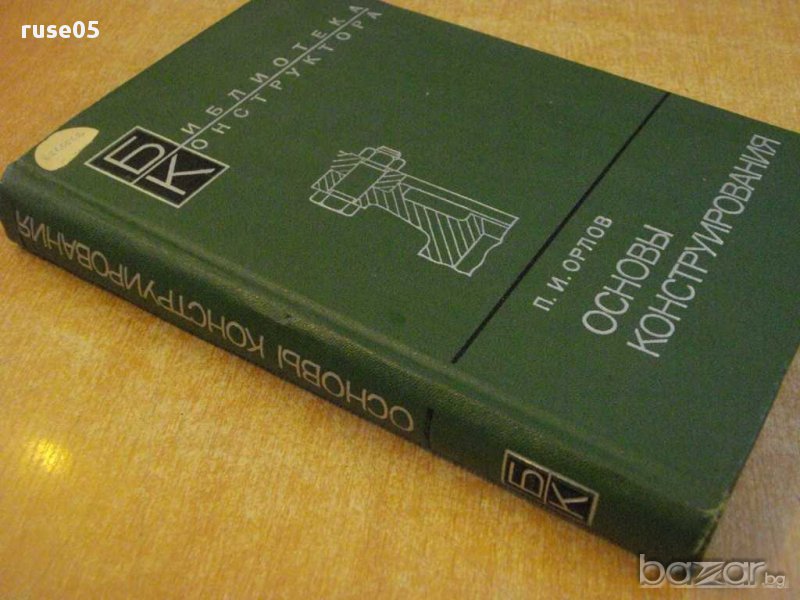 ruse05
БИБЛИОТЕКА
КОНСТРУКТОРА
П. И. ОРЛОВ
ОСНОВЫ
КОНСТРУИРОВАНИЯ
ОСНОВЫ КОНСТРУИРОВАНИЯ
БК
bazar.bg